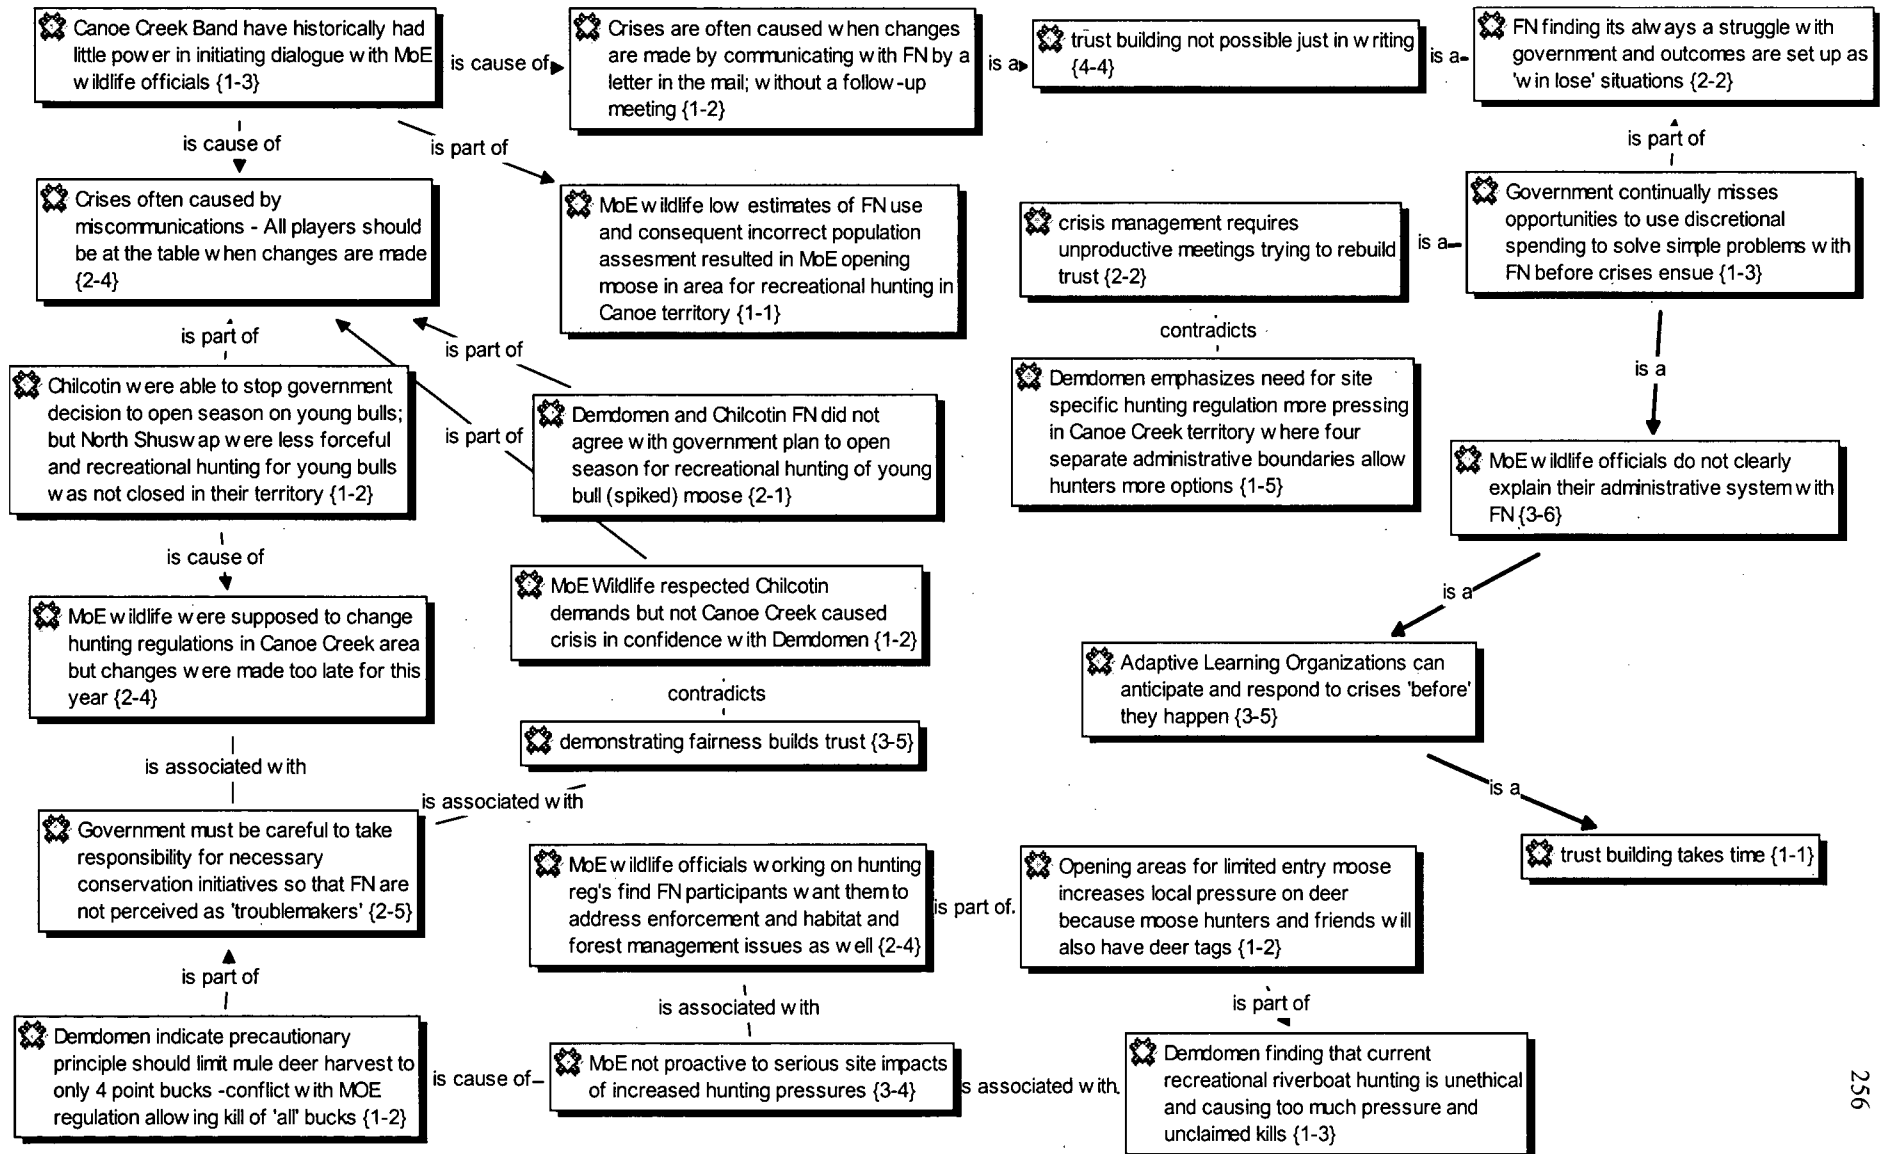 Canoe Creek Band have historically had
little power in initiating dialogue with MoE
wildlife officials {1-3}
is cause of
Crises are often caused when changes
are made by communicating with FN by a
letter in the mail; without a follow-up
meeting {1-2}
is a
trust building not possible just in writing
{4-4}
is a
FN finding its always a struggle with
government and outcomes are set up as
'win lose' situations {2-2}
is cause of
is part of
is part of
Crises often caused by
miscommunications - All players should
be at the table when changes are made
{2-4}
MoE wildlife low estimates of FN use
and consequent incorrect population
assesment resulted in MoE opening
moose in area for recreational hunting in
Canoe territory {1-1}
crisis management requires
unproductive meetings trying to rebuild
trust {2-2}
is a
Government continually misses
opportunities to use discretional
spending to solve simple problems with
FN before crises ensue {1-3}
is part of
is part of
is part of
contradicts
is a
Chilcotin were able to stop government
decision to open season on young bulls;
but North Shuswap were less forceful
and recreational hunting for young bulls
was not closed in their territory {1-2}
Demdomen and Chilcotin FN did not
agree with government plan to open
season for recreational hunting of young
bull (spiked) moose {2-1}
Demdomen emphasizes need for site
specific hunting regulation more pressing
in Canoe Creek territory where four
separate administrative boundaries allow
hunters more options {1-5}
MoE wildlife officials do not clearly
explain their administrative system with
FN {3-6}
is cause of
is a
MoE wildlife were supposed to change
hunting regulations in Canoe Creek area
but changes were made too late for this
year {2-4}
MoE Wildlife respected Chilcotin
demands but not Canoe Creek caused
crisis in confidence with Demdomen {1-2}
contradicts
demonstrating fairness builds trust {3-5}
Adaptive Learning Organizations can
anticipate and respond to crises 'before'
they happen {3-5}
is associated with
is associated with
is a
Government must be careful to take
responsibility for necessary
conservation initiatives so that FN are
not perceived as 'troublemakers' {2-5}
MoE wildlife officials working on hunting
reg's find FN participants want them to
address enforcement and habitat and
forest management issues as well {2-4}
is part of
Opening areas for limited entry moose
increases local pressure on deer
because moose hunters and friends will
also have deer tags {1-2}
trust building takes time {1-1}
is part of
is associated with
is part of
Demdomen indicate precautionary
principle should limit mule deer harvest to
only 4 point bucks -conflict with MOE
regulation allowing kill of 'all' bucks {1-2}
is cause of
MoE not proactive to serious site impacts
of increased hunting pressures {3-4}
is associated with
Demdomen finding that current
recreational riverboat hunting is unethical
and causing too much pressure and
unclaimed kills {1-3}
256